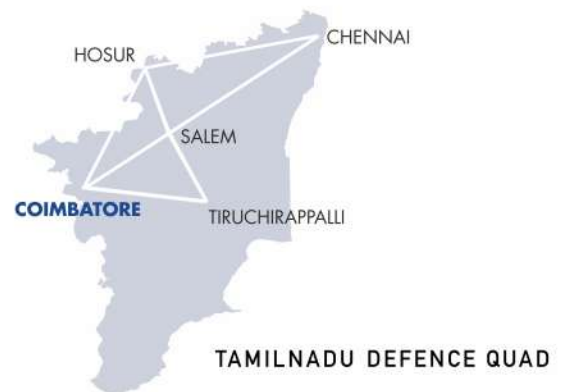 CHENNAI
HOSUR
SALEM
COIMBATORE
TIRUCHIRAPPALLI
TAMILNADU DEFENCE QUAD